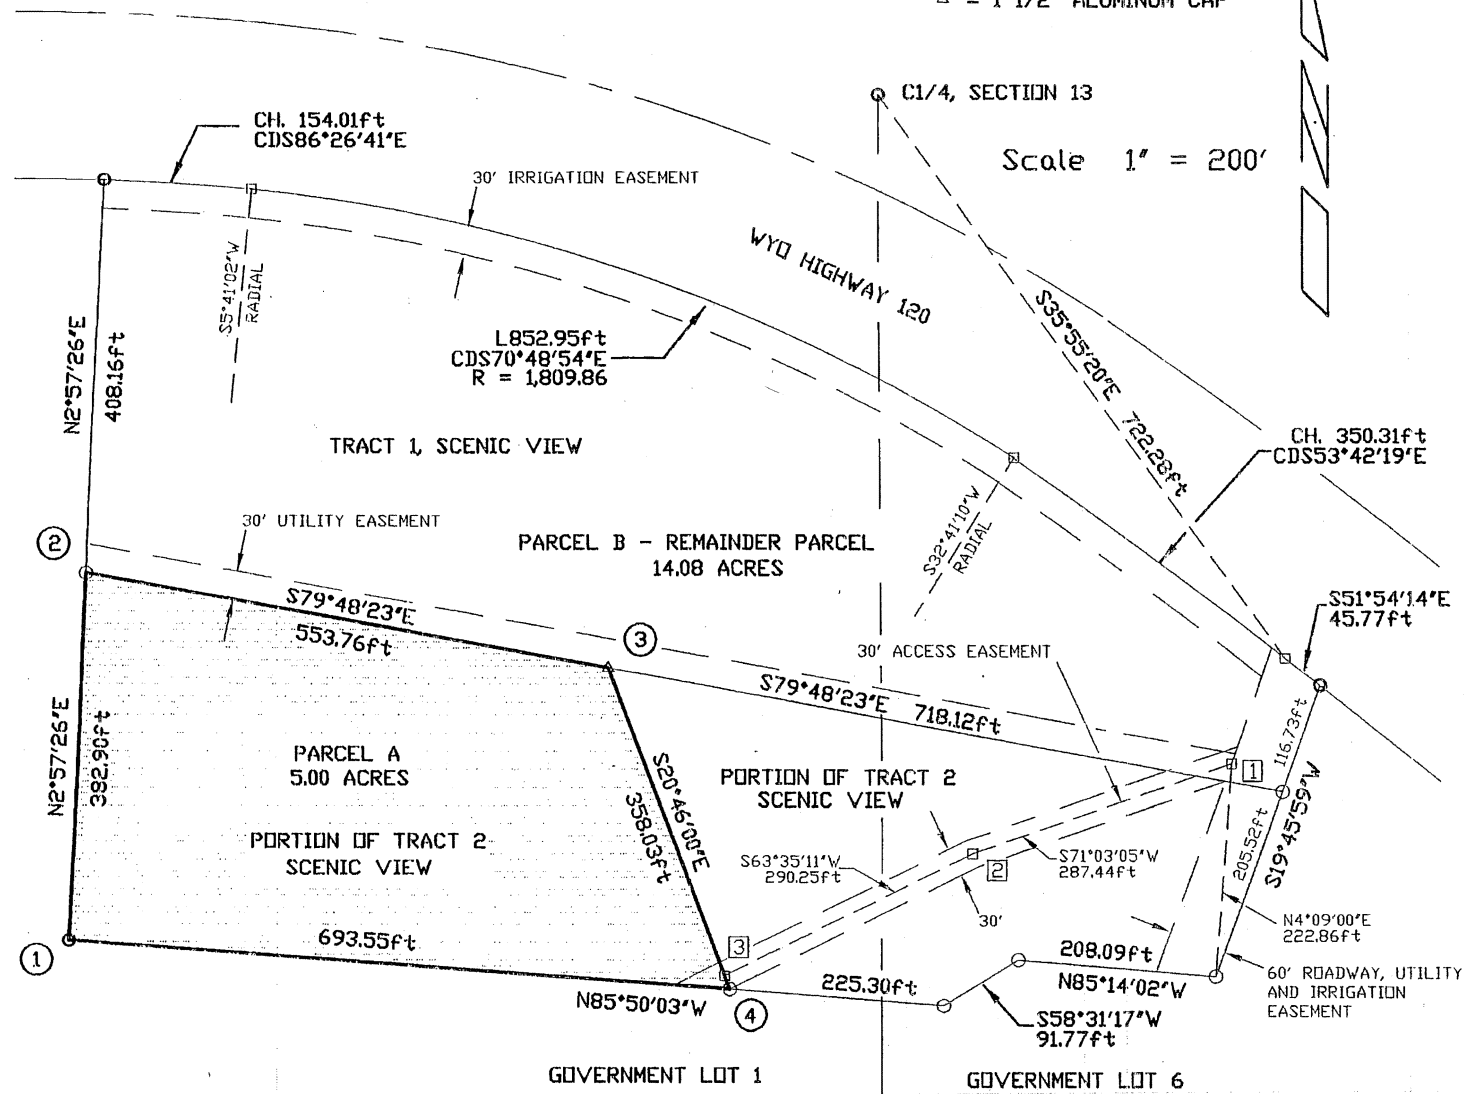 = 1 1/2" ALUMINUM CAP
C1/4, SECTION 13
Scale 1" = 200'
CH. 154.01ft
CDS86°26'41"E
30' IRRIGATION EASEMENT
S5°41'02"W
RADIAL
WYO HIGHWAY 120
S35°55'20"E 722.28ft
N2°57'26"E
408.16ft
L852.95ft
CDS70°48'54"E
R = 1,809.86
TRACT 1, SCENIC VIEW
CH. 350.31ft
CDS53°42'19"E
S32°41'10"W
RADIAL
30' UTILITY EASEMENT
PARCEL B - REMAINDER PARCEL
14.08 ACRES
2
S79°48'23"E
553.76ft
3
S51°54'14"E
45.77ft
30' ACCESS EASEMENT
S79°48'23"E 718.12ft
116.73ft
N2°57'26"E
382.90ft
PARCEL A
5.00 ACRES
S20°46'00"E
358.03ft
PORTION OF TRACT 2
SCENIC VIEW
1
205.52ft
S19°45'59"W
PORTION OF TRACT 2
SCENIC VIEW
S63°35'11"W
290.25ft
2
S71°03'05"W
287.44ft
30'
N4°09'00"E
222.86ft
1
693.55ft
3
N85°50'03"W
4
225.30ft
208.09ft
N85°14'02"W
S58°31'17"W
91.77ft
60' ROADWAY, UTILITY
AND IRRIGATION
EASEMENT
GOVERNMENT LOT 1
GOVERNMENT LOT 6